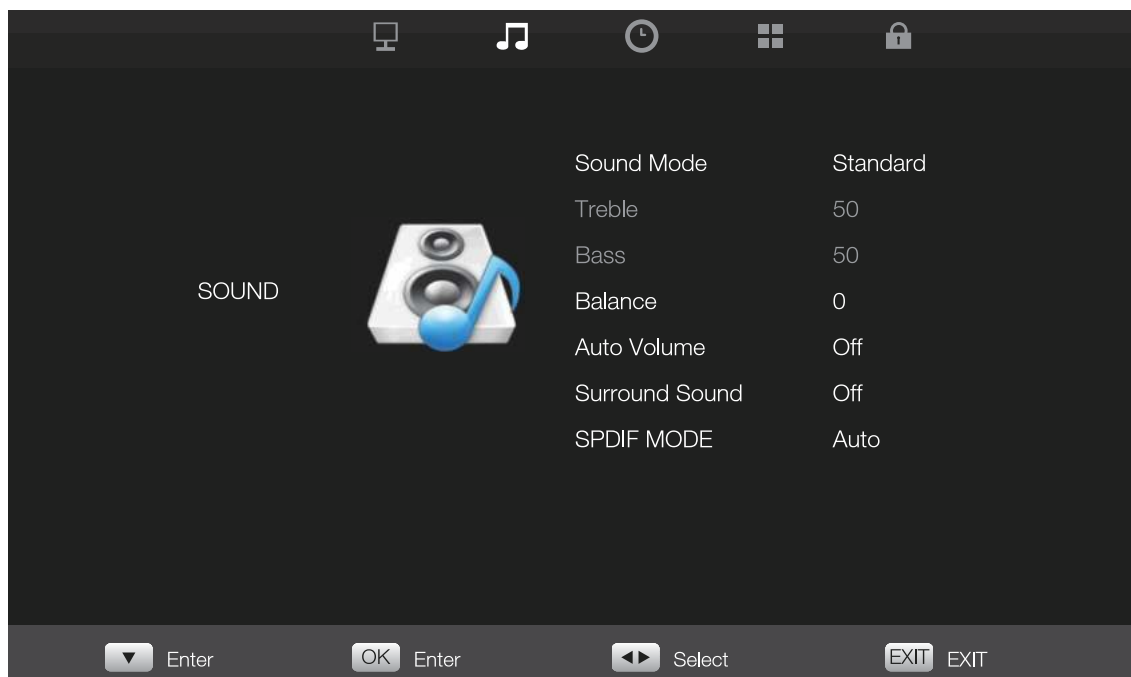 Sound Mode Standard
Treble 50
Bass 50
SOUND
Balance 0
Auto Volume Off
Surround Sound Off
SPDIF MODE Auto
Enter OK Enter Select EXIT EXIT